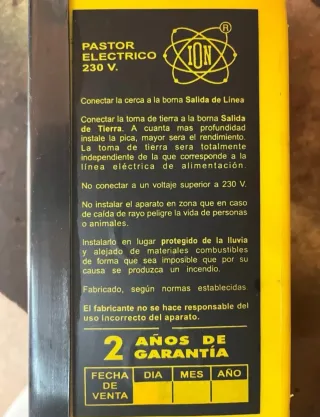 PASTOR
ELECTRICO
230 V.
ION
®
Conectar la cerca a la borna Salida de Línea
Conectar la toma de tierra a la borna Salida
de Tierra. A cuanta mas profundidad
instale la pica, mayor sera el rendimiento.
La toma de tierra sera totalmente
independiente de la que corresponde a la
línea eléctrica de alimentación.
No conectar a un voltaje superior a 230 V.
No instalar el aparato en zona que en caso
de caída de rayo peligre la vida de personas
o animales.
Instalarlo en lugar protegido de la lluvia
y alejado de materiales combustibles
de forma que sea imposible que por su
causa se produzca un incendio.
Fabricado, según normas establecidas.
El fabricante no se hace responsable del
uso incorrecto del aparato.
2 AÑOS DE
GARANTÍA
FECHA
DE
VENTA
DIA
MES
AÑO